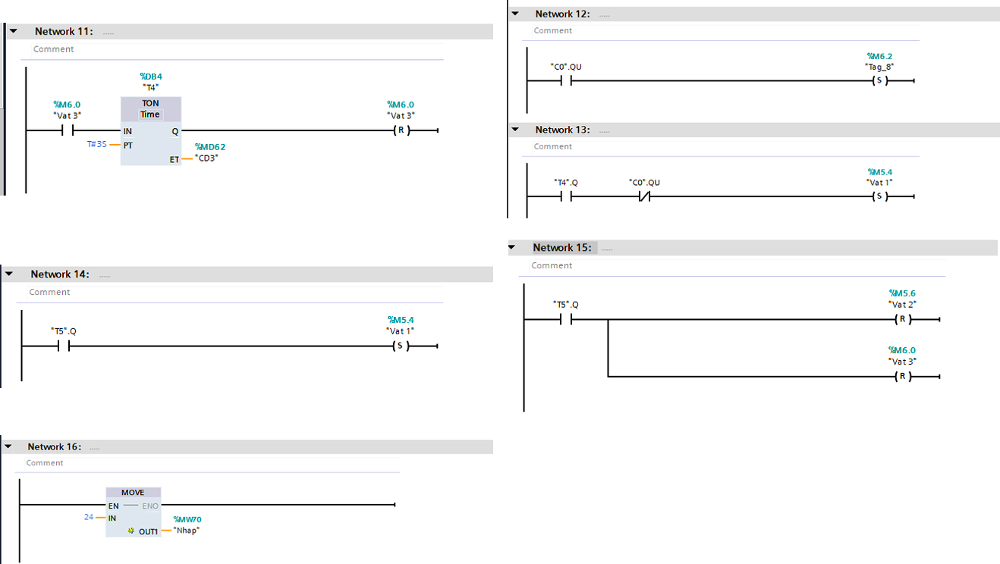 Network 11: .....
Comment
%DB4
"T4"
%M6.0
"Vat 3"
TON
Time
%M6.0
"Vat 3"
IN
Q
R
T#3S
PT
%MD62
ET
"CD3"
Network 12: .....
Comment
"C0".QU
%M6.2
"Tag_8"
S
Network 13: .....
Comment
"T4".Q
"C0".QU
%M5.4
"Vat 1"
S
Network 14: .....
Comment
"T5".Q
%M5.4
"Vat 1"
S
Network 15: .....
Comment
"T5".Q
%M5.6
"Vat 2"
R
%M6.0
"Vat 3"
R
Network 16: .....
Comment
MOVE
EN
ENO
24
IN
%MW70
OUT1
"Nhap"